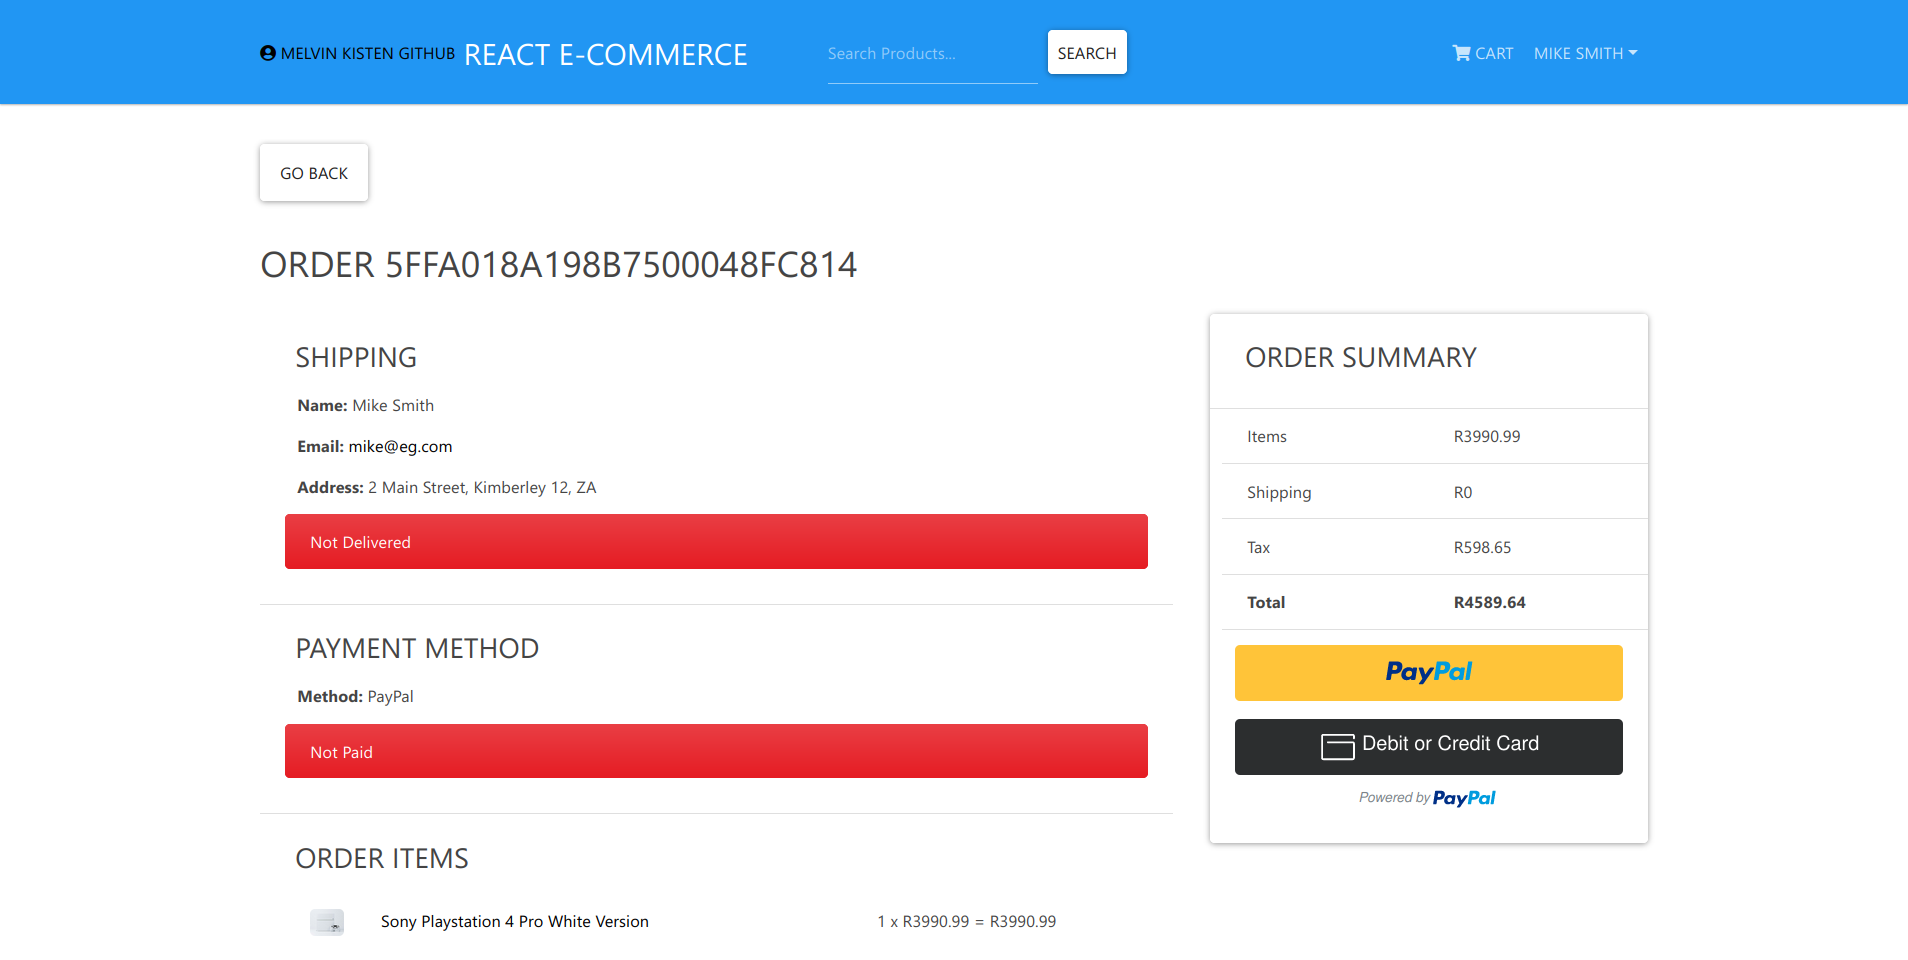 MELVIN KISTEN GITHUB REACT E-COMMERCE Search Products... SEARCH CART MIKE SMITH
GO BACK
ORDER 5FFA018A198B7500048FC814
SHIPPING
Name: Mike Smith
Email: mike@eg.com
Address: 2 Main Street, Kimberley 12, ZA
Not Delivered
PAYMENT METHOD
Method: PayPal
Not Paid
ORDER ITEMS
Sony Playstation 4 Pro White Version 1 x R3990.99 = R3990.99
ORDER SUMMARY
Items R3990.99
Shipping R0
Tax R598.65
Total R4589.64
PayPal
Debit or Credit Card
Powered by PayPal